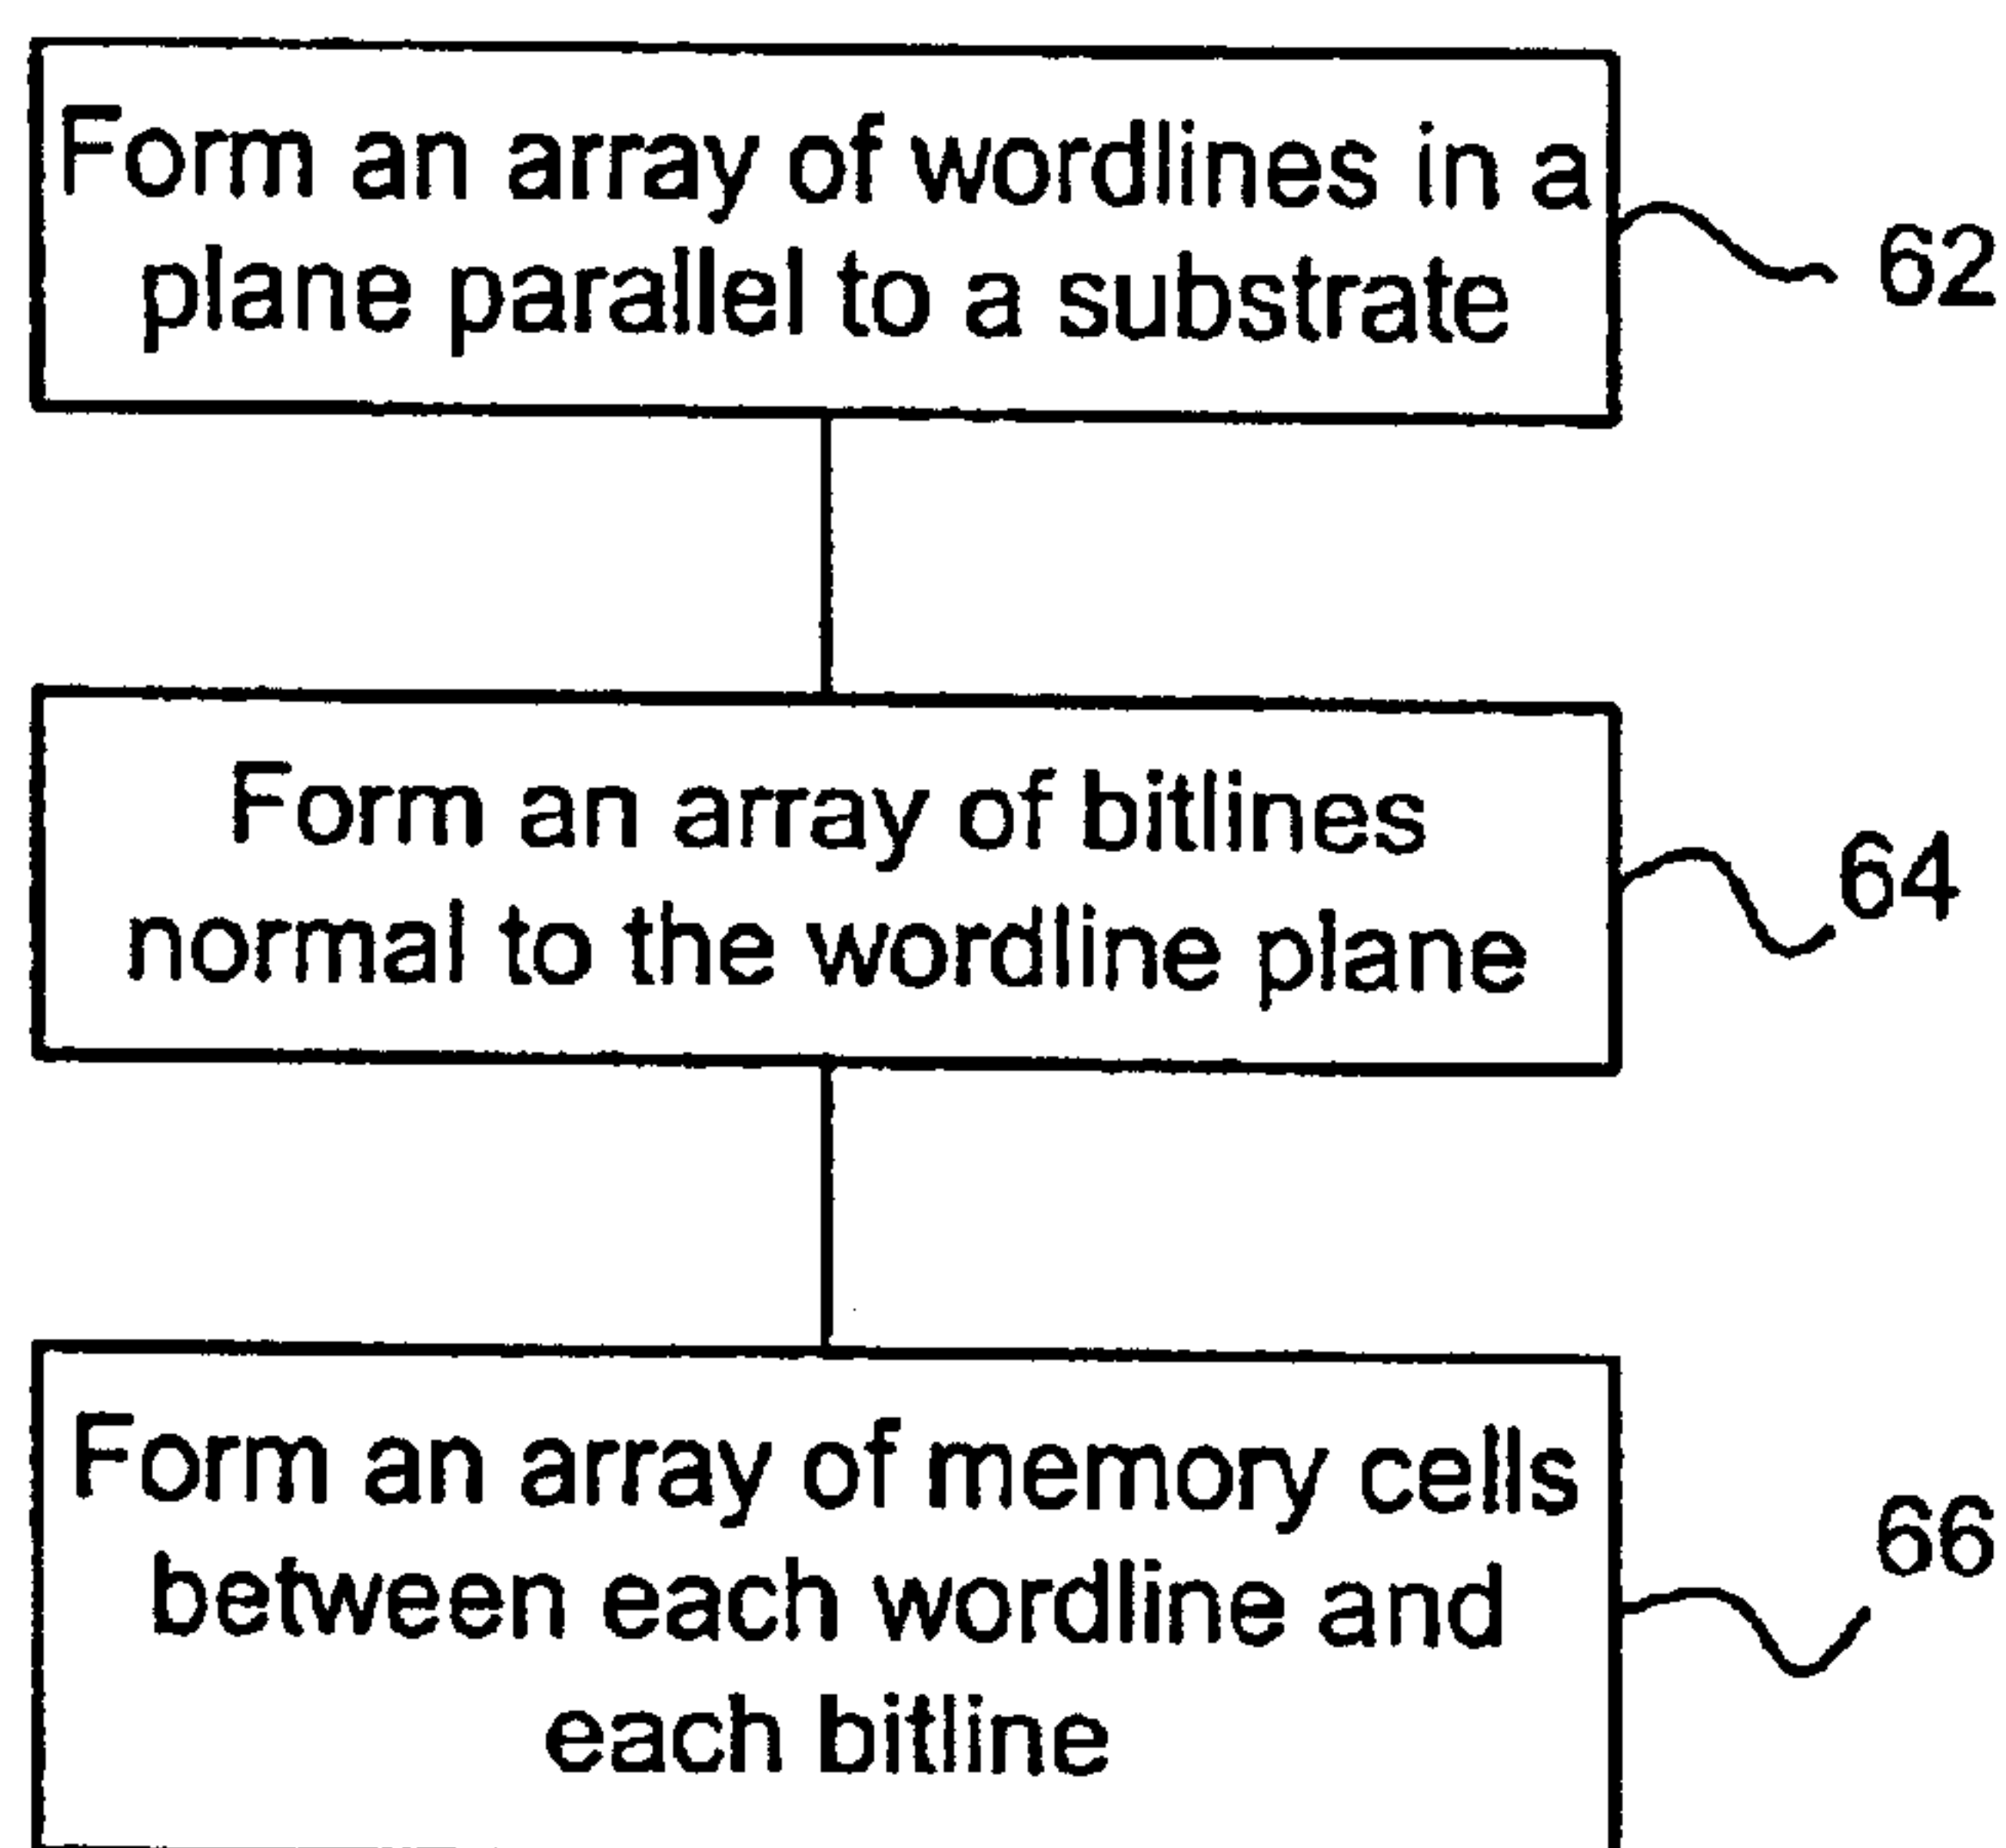 Form an array of wordlines in a
plane parallel to a substrate
62
Form an array of bitlines
normal to the wordline plane
64
Form an array of memory cells
between each wordline and
each bitline
66